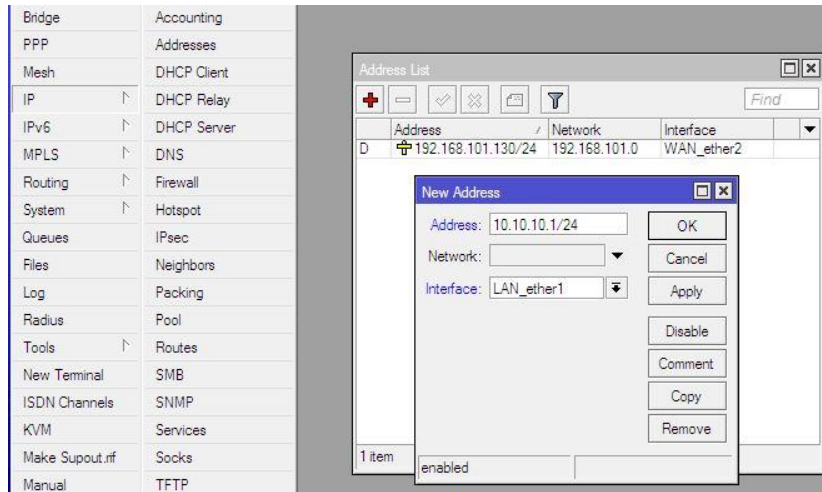 Bridge
PPP
Mesh
IP
IPv6
MPLS
Routing
System
Queues
Files
Log
Radius
Tools
New Terminal
ISDN Channels
KVM
Make Supout.rif
Manual
Accounting
Addresses
DHCP Client
DHCP Relay
DHCP Server
DNS
Firewall
Hotspot
IPsec
Neighbors
Packing
Pool
Routes
SMB
SNMP
Services
Socks
TFTP
Address List
Find
Address Network Interface
D 192.168.101.130/24 192.168.101.0 WAN_ether2
1 item
New Address
Address: 10.10.10.1/24
Network:
Interface: LAN_ether1
OK
Cancel
Apply
Disable
Comment
Copy
Remove
enabled